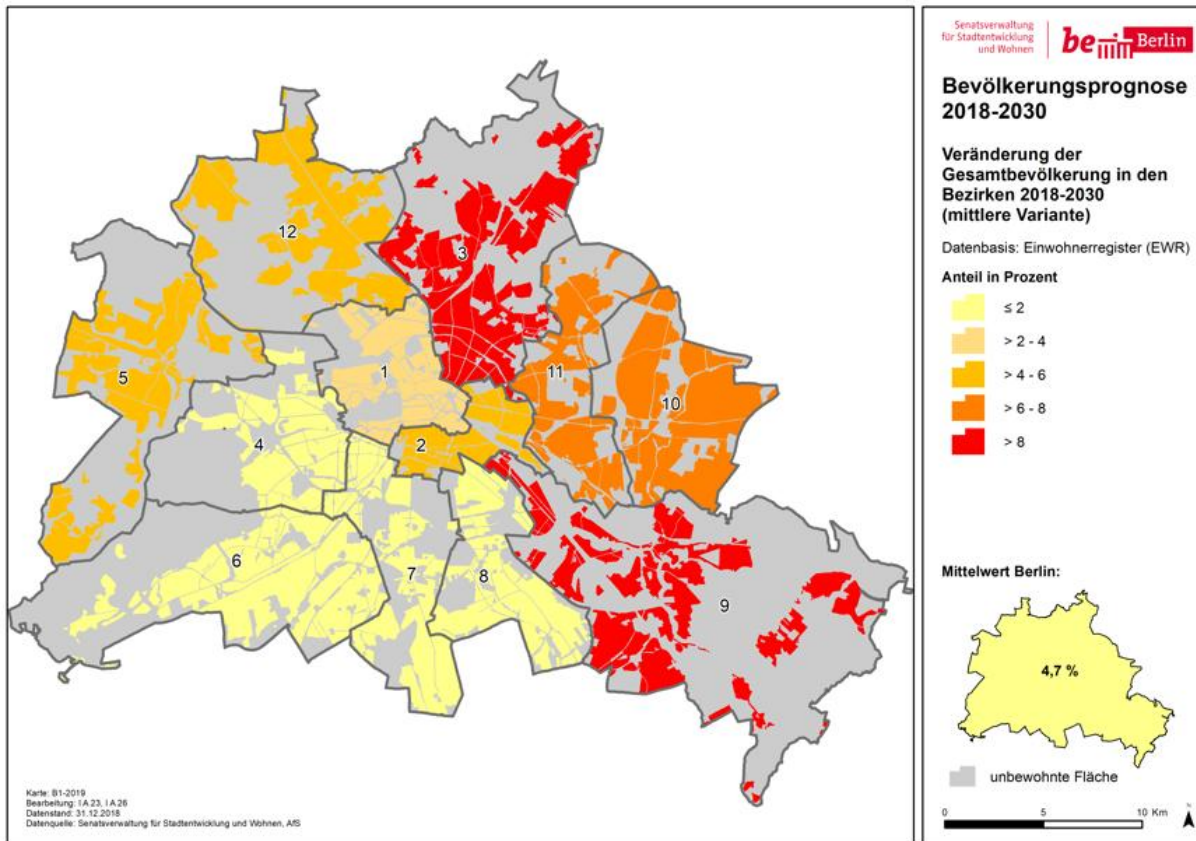 12
3
5
1
11
10
4
2
6
7
8
9
Karte: B1-2019
Bearbeitung: I A 23, I A 26
Datenstand: 31.12.2018
Datenquelle: Senatsverwaltung für Stadtentwicklung und Wohnen, AfS
Senatsverwaltung
für Stadtentwicklung
und Wohnen
be Berlin
Bevölkerungsprognose
2018-2030
Veränderung der
Gesamtbevölkerung in den
Bezirken 2018-2030
(mittlere Variante)
Datenbasis: Einwohnerregister (EWR)
Anteil in Prozent
≤ 2
> 2 - 4
> 4 - 6
> 6 - 8
> 8
Mittelwert Berlin:
4,7 %
unbewohnte Fläche
0 5 10 Km
N